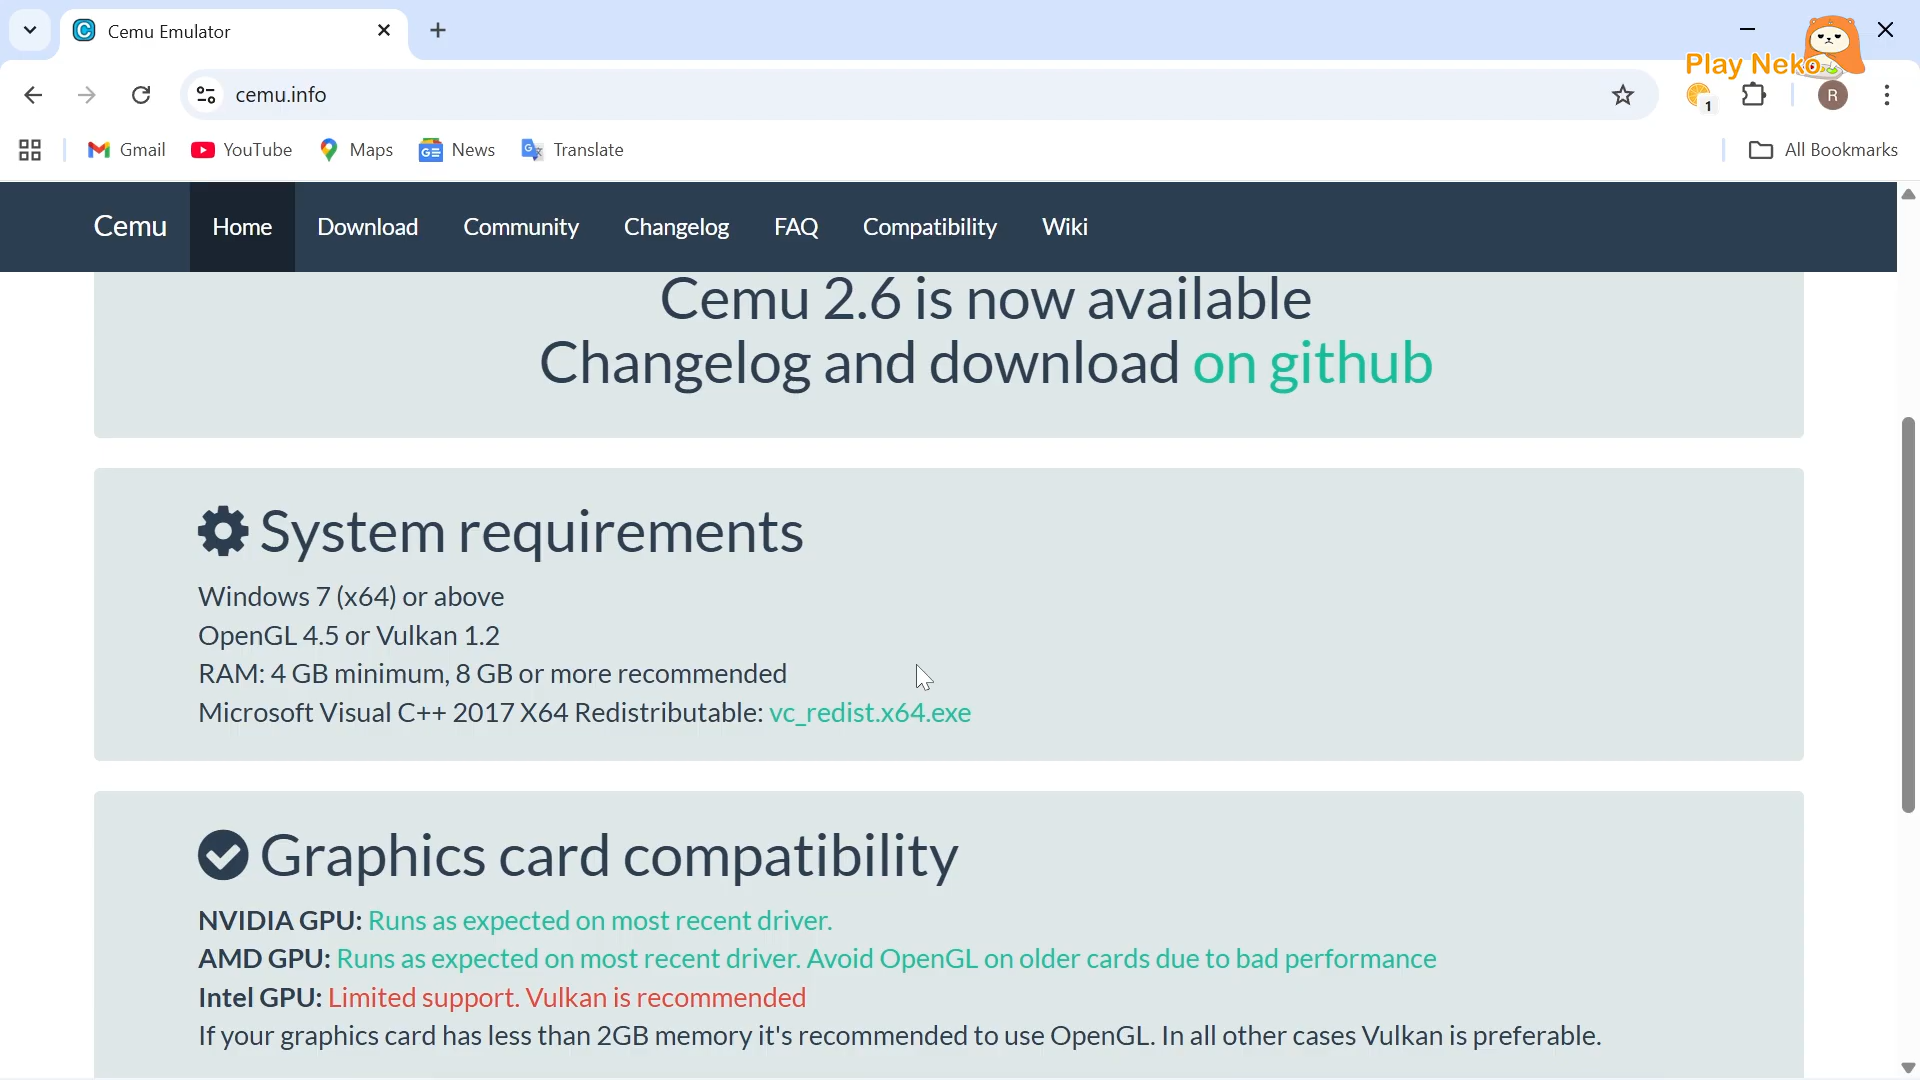 Cemu Emulator
Play Neko
cemu.info
1
R
Gmail
YouTube
Maps
News
Translate
All Bookmarks
Cemu
Home
Download
Community
Changelog
FAQ
Compatibility
Wiki
Cemu 2.6 is now available
Changelog and download on github
System requirements
Windows 7 (x64) or above
OpenGL 4.5 or Vulkan 1.2
RAM: 4 GB minimum, 8 GB or more recommended
Microsoft Visual C++ 2017 X64 Redistributable: vc_redist.x64.exe
Graphics card compatibility
NVIDIA GPU: Runs as expected on most recent driver.
AMD GPU: Runs as expected on most recent driver. Avoid OpenGL on older cards due to bad performance
Intel GPU: Limited support. Vulkan is recommended
If your graphics card has less than 2GB memory it's recommended to use OpenGL. In all other cases Vulkan is preferable.